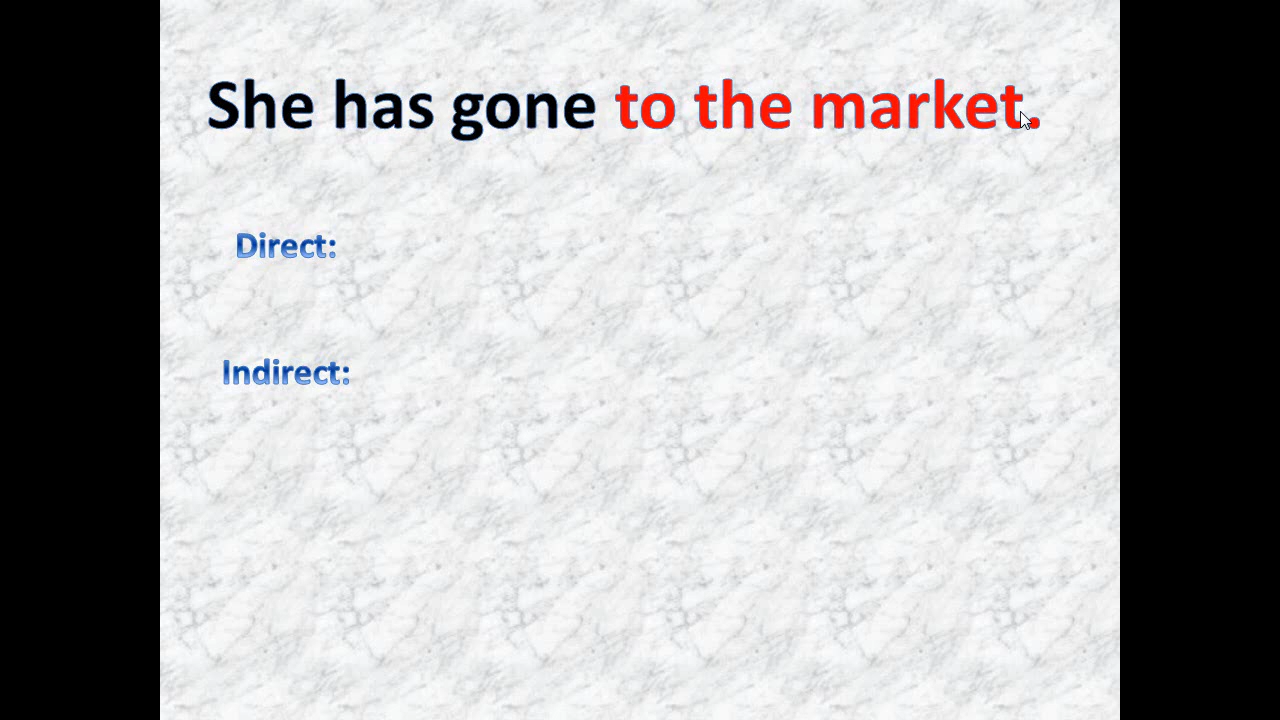 She has gone to the market.
Direct:
Indirect: